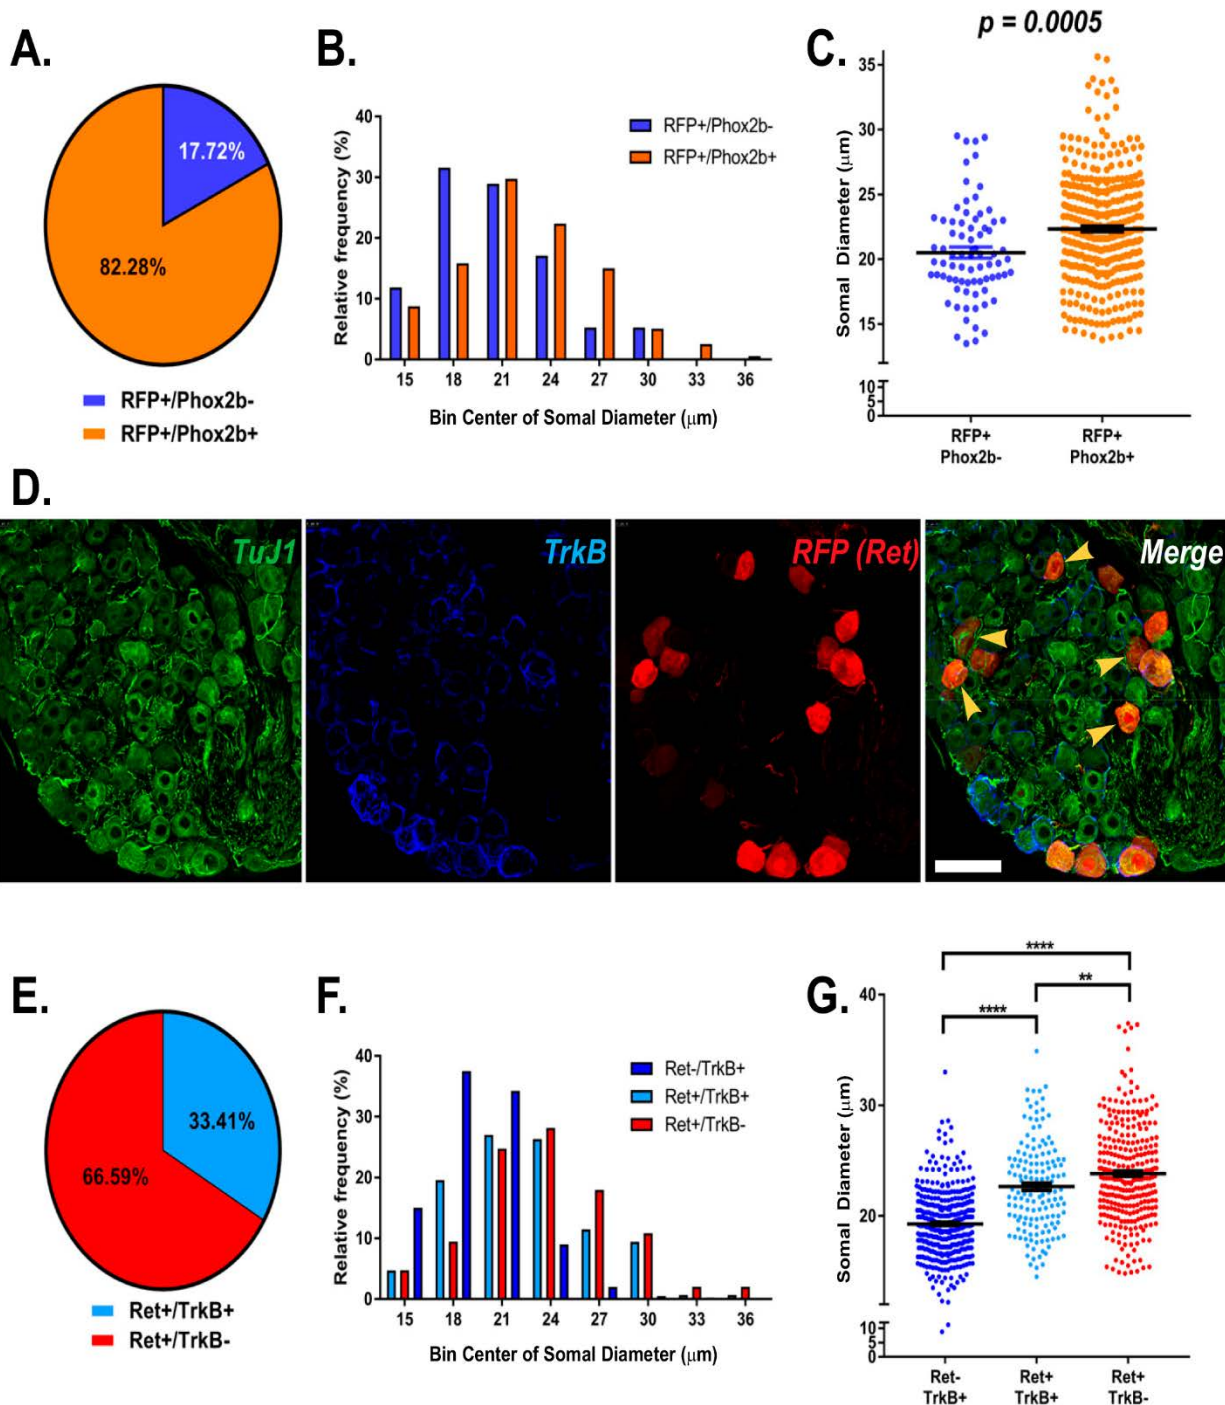 A.
17.72%
82.28%
RFP+/Phox2b-
RFP+/Phox2b+
B.
Relative frequency (%)
40
30
20
10
0
RFP+/Phox2b-
RFP+/Phox2b+
15 18 21 24 27 30 33 36
Bin Center of Somal Diameter (μm)
C.
p = 0.0005
Somal Diameter (μm)
35
30
25
20
15
10
5
0
RFP+
Phox2b-
RFP+
Phox2b+
D.
TuJ1
TrkB
RFP (Ret)
Merge
E.
33.41%
66.59%
Ret+/TrkB+
Ret+/TrkB-
F.
Relative frequency (%)
40
30
20
10
0
Ret-/TrkB+
Ret+/TrkB+
Ret+/TrkB-
15 18 21 24 27 30 33 36
Bin Center of Somal Diameter (μm)
G.
****
**
****
Somal Diameter (μm)
40
30
20
10
5
0
Ret-
TrkB+
Ret+
TrkB+
Ret+
TrkB-